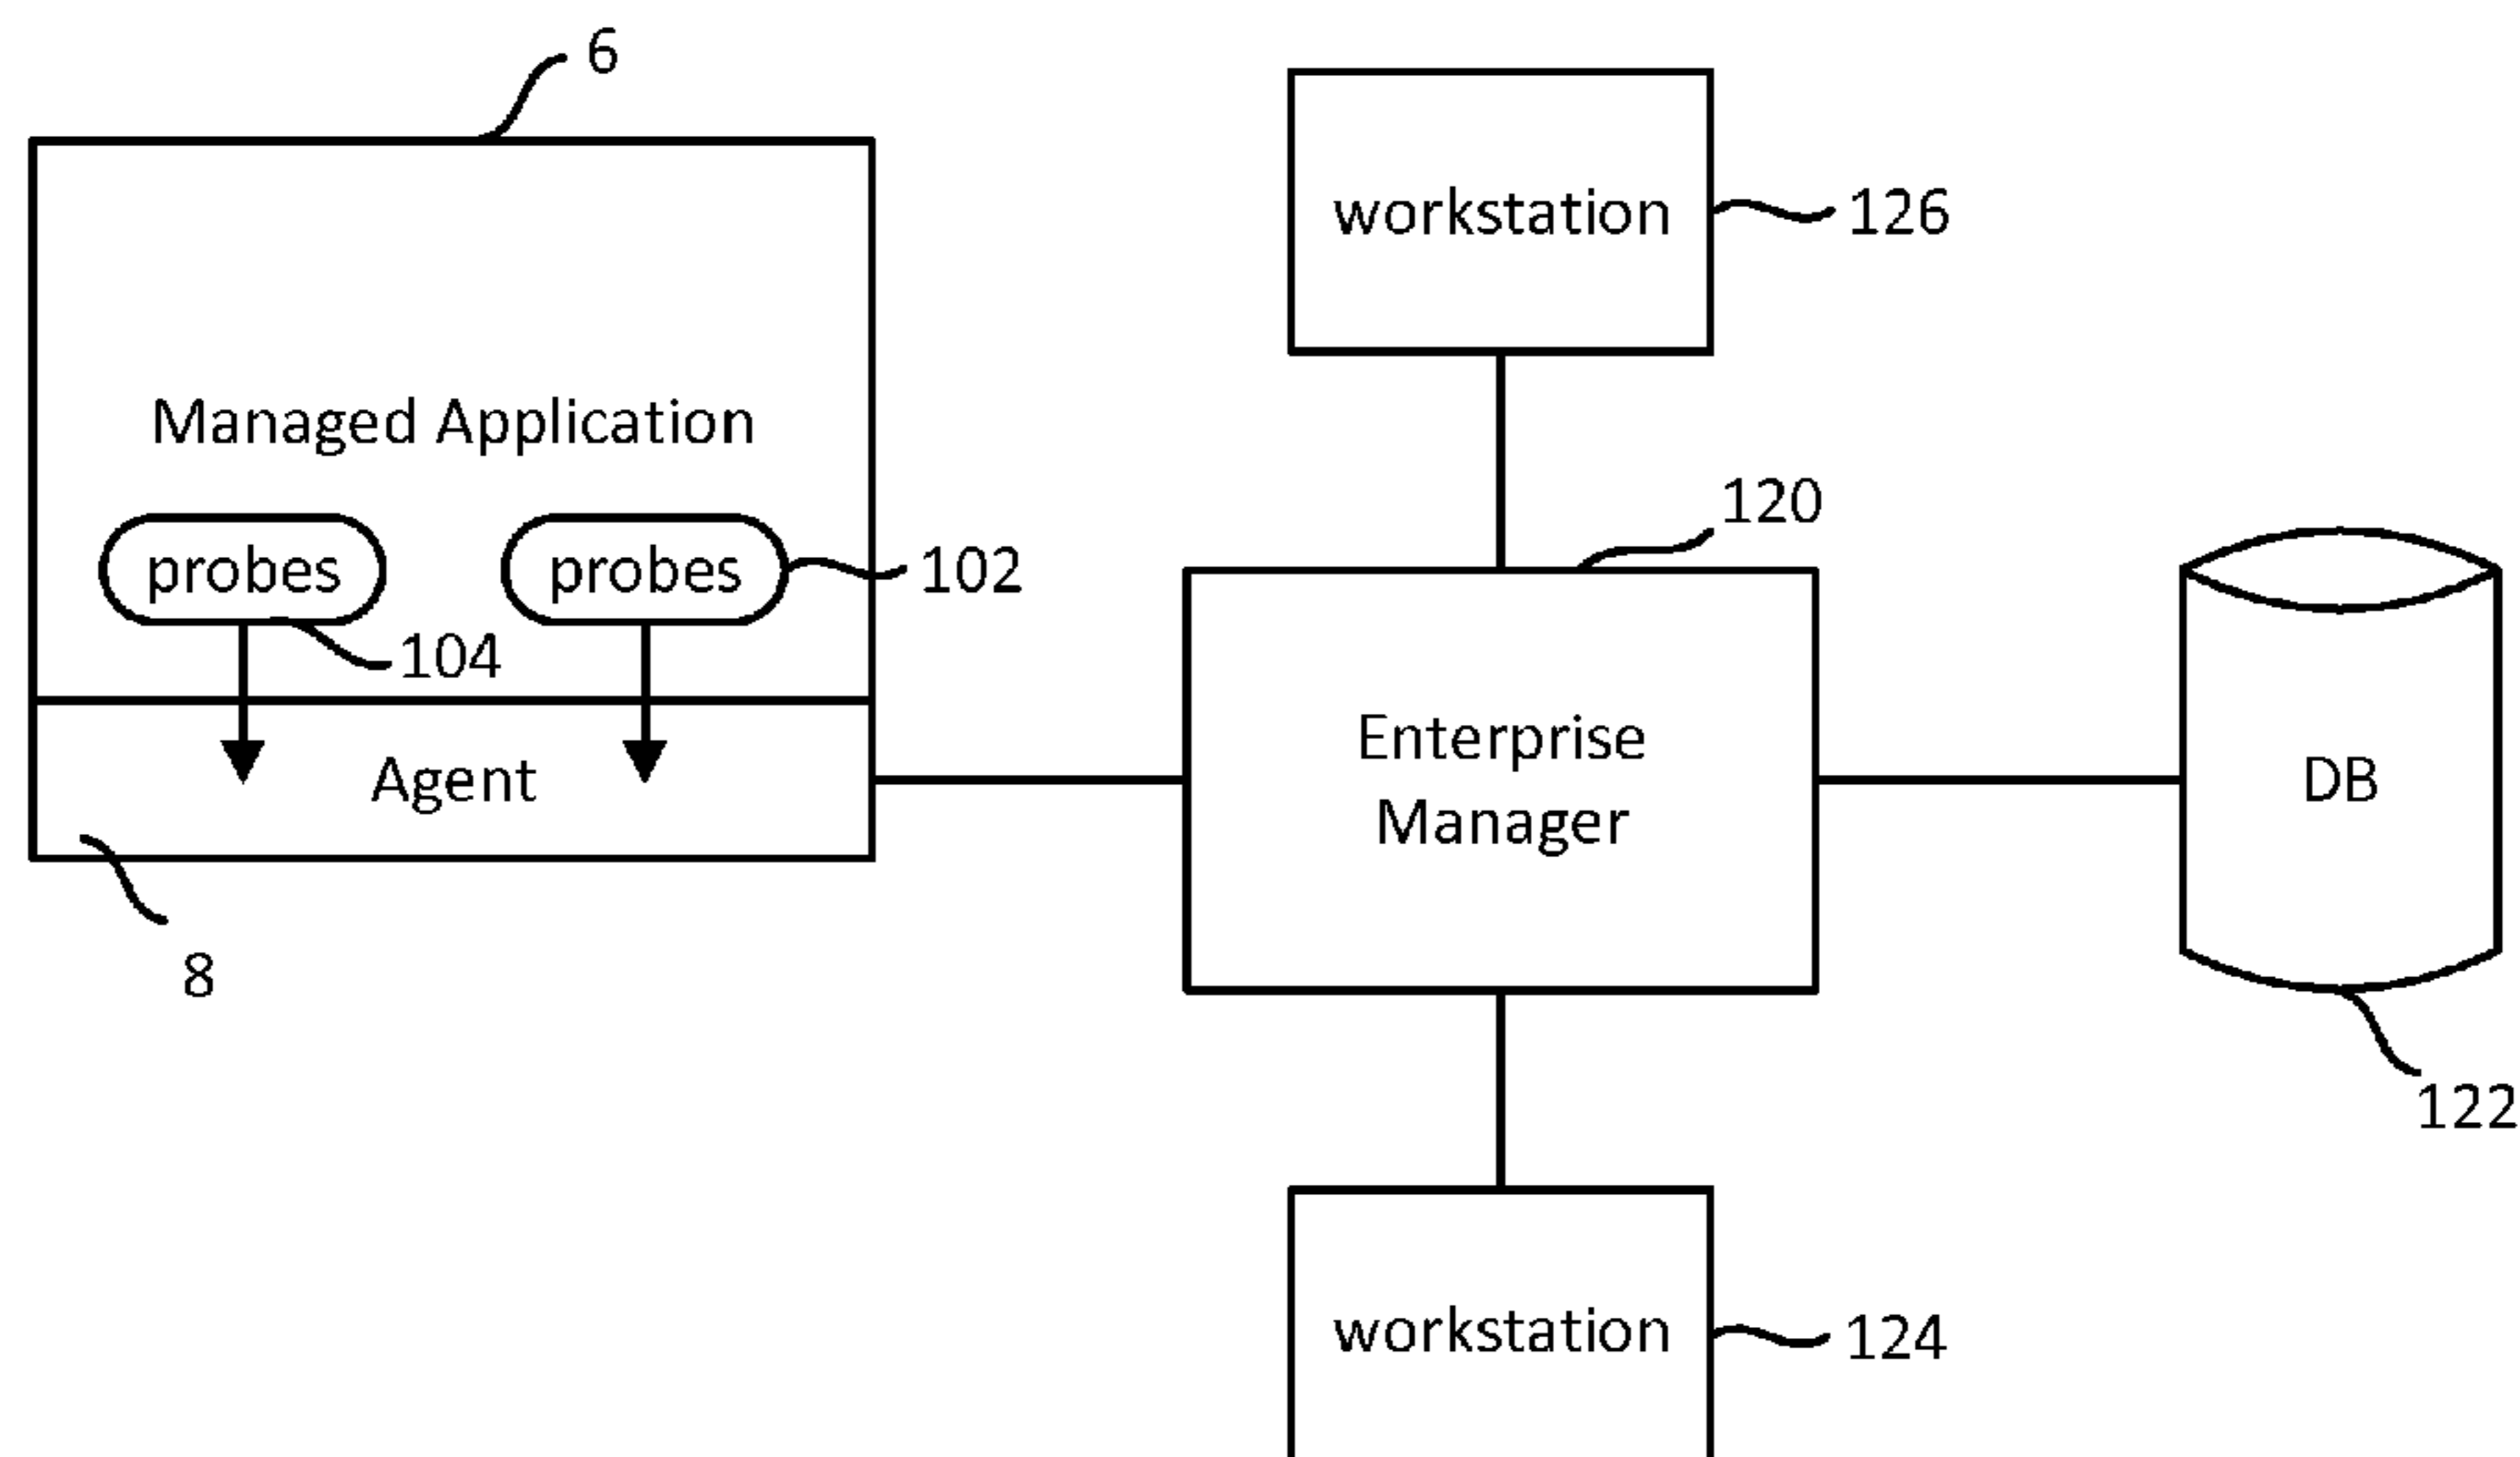 6
workstation
126
Managed Application
120
probes
probes
102
104
Enterprise
Manager
Agent
DB
8
122
workstation
124